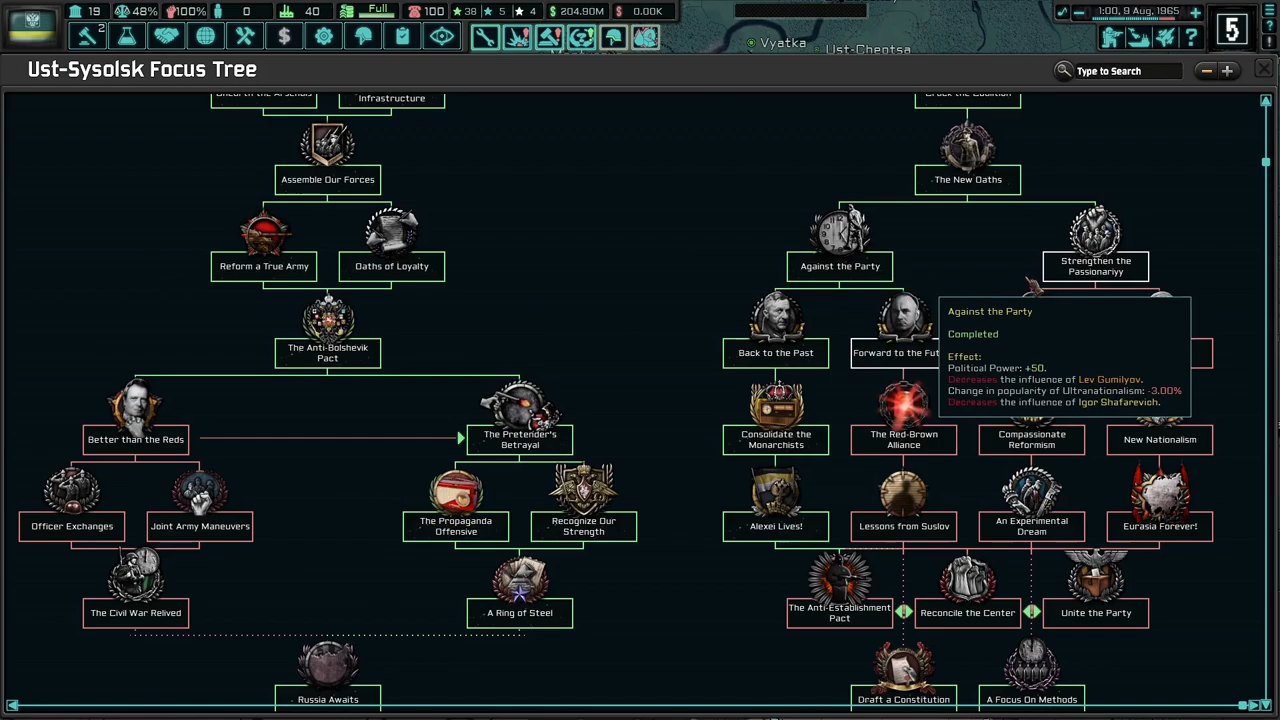 19
48%
100%
0
40
Full
100
38
5
4
204.90M
0.00K
1:00, 9 Aug, 1965
2
5
Vyatka
Ust-Cheotsa
Ust-Sysolsk Focus Tree
Type to Search
Infrastructure
The New Oaths
Assemble Our Forces
Reform a True Army
Oaths of Loyalty
Against the Party
Strengthen the
Passionariyy
The Anti-Bolshevik
Pact
Back to the Past
Forward to the Fut
Against the Party
Completed
Effect:
Political Power: +50.
Decreases the influence of Lev Gumilyov.
Change in popularity of Ultranationalism: -3.00%
Decreases the influence of Igor Shafarevich.
Better than the Reds
The Pretender's
Betrayal
Consolidate the
Monarchists
The Red-Brown
Alliance
Compassionate
Reformism
New Nationalism
Officer Exchanges
Joint Army Maneuvers
The Propaganda
Offensive
Recognize Our
Strength
Alexei Lives!
Lessons from Suslov
An Experimental
Dream
Eurasia Forever!
The Civil War Relived
A Ring of Steel
The Anti-Establishment
Pact
Reconcile the Center
Unite the Party
Russia Awaits
Draft a Constitution
A Focus On Methods